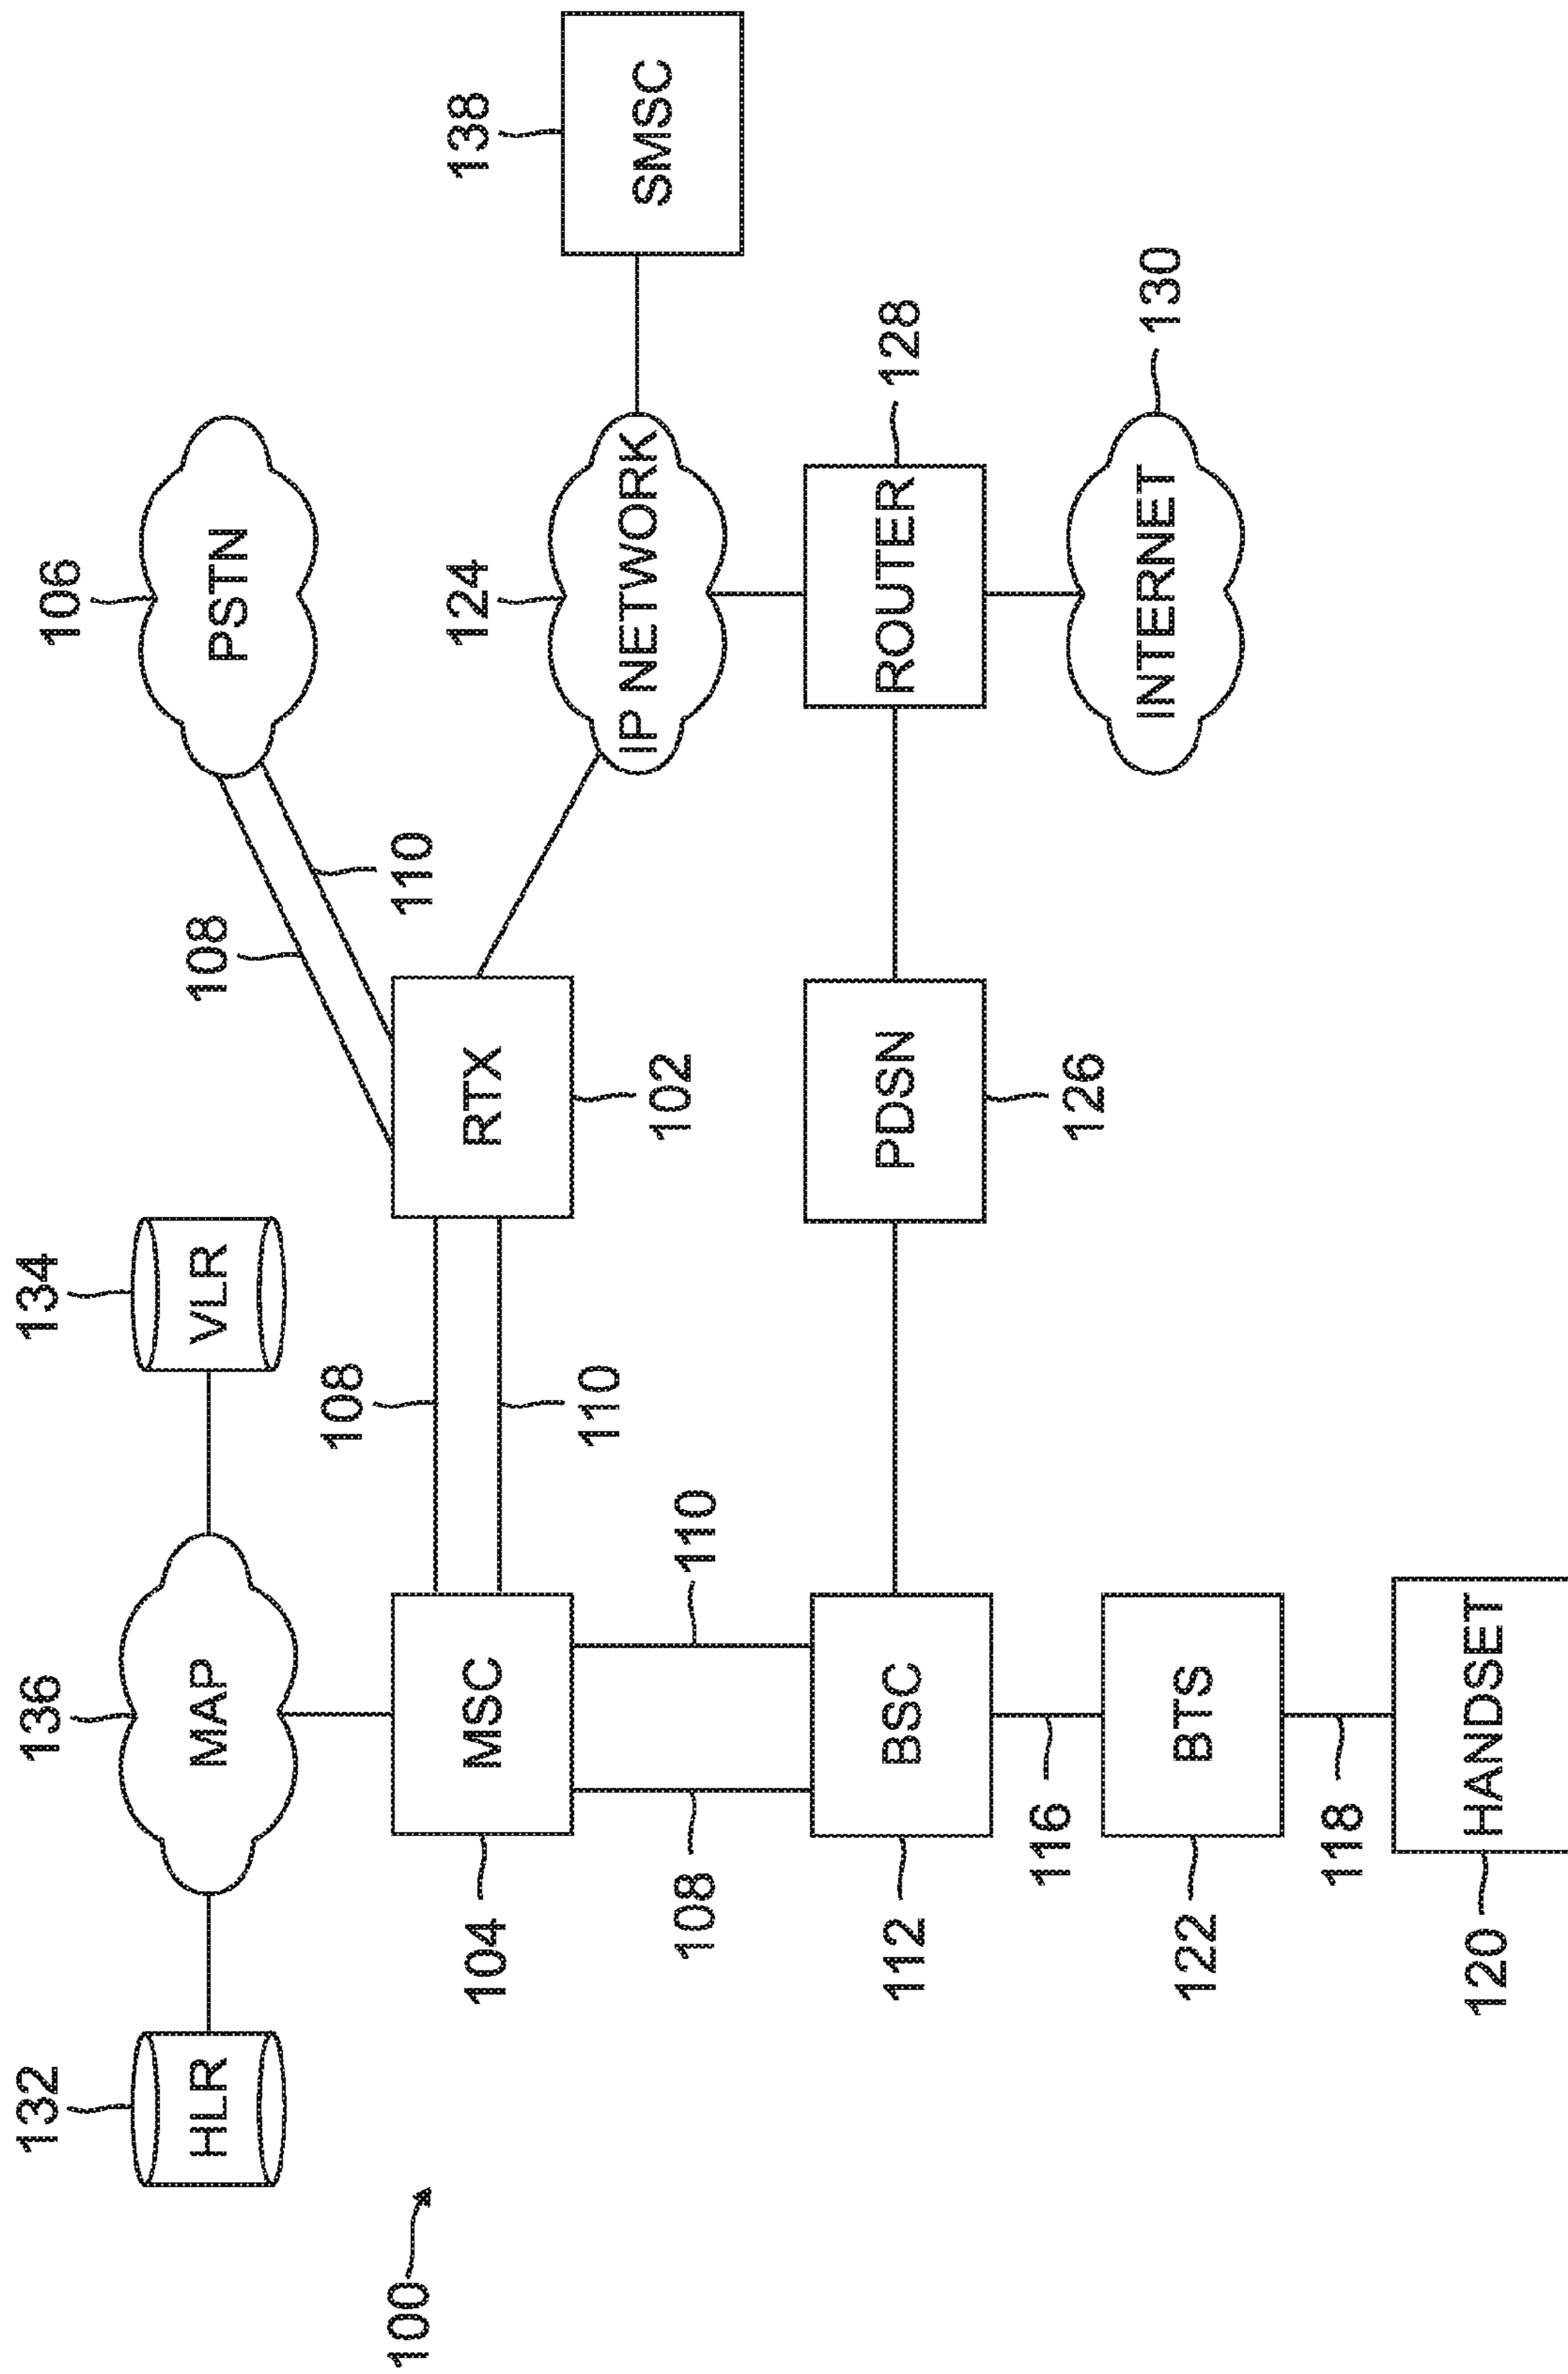 132
HLR
136
MAP
134
VLR
106
PSTN
100
104
MSC
108
110
RTX
102
108
110
124
IP NETWORK
138
SMSC
108
110
112
BSC
PDSN
126
ROUTER
128
116
122
BTS
INTERNET
130
118
120
HANDSET